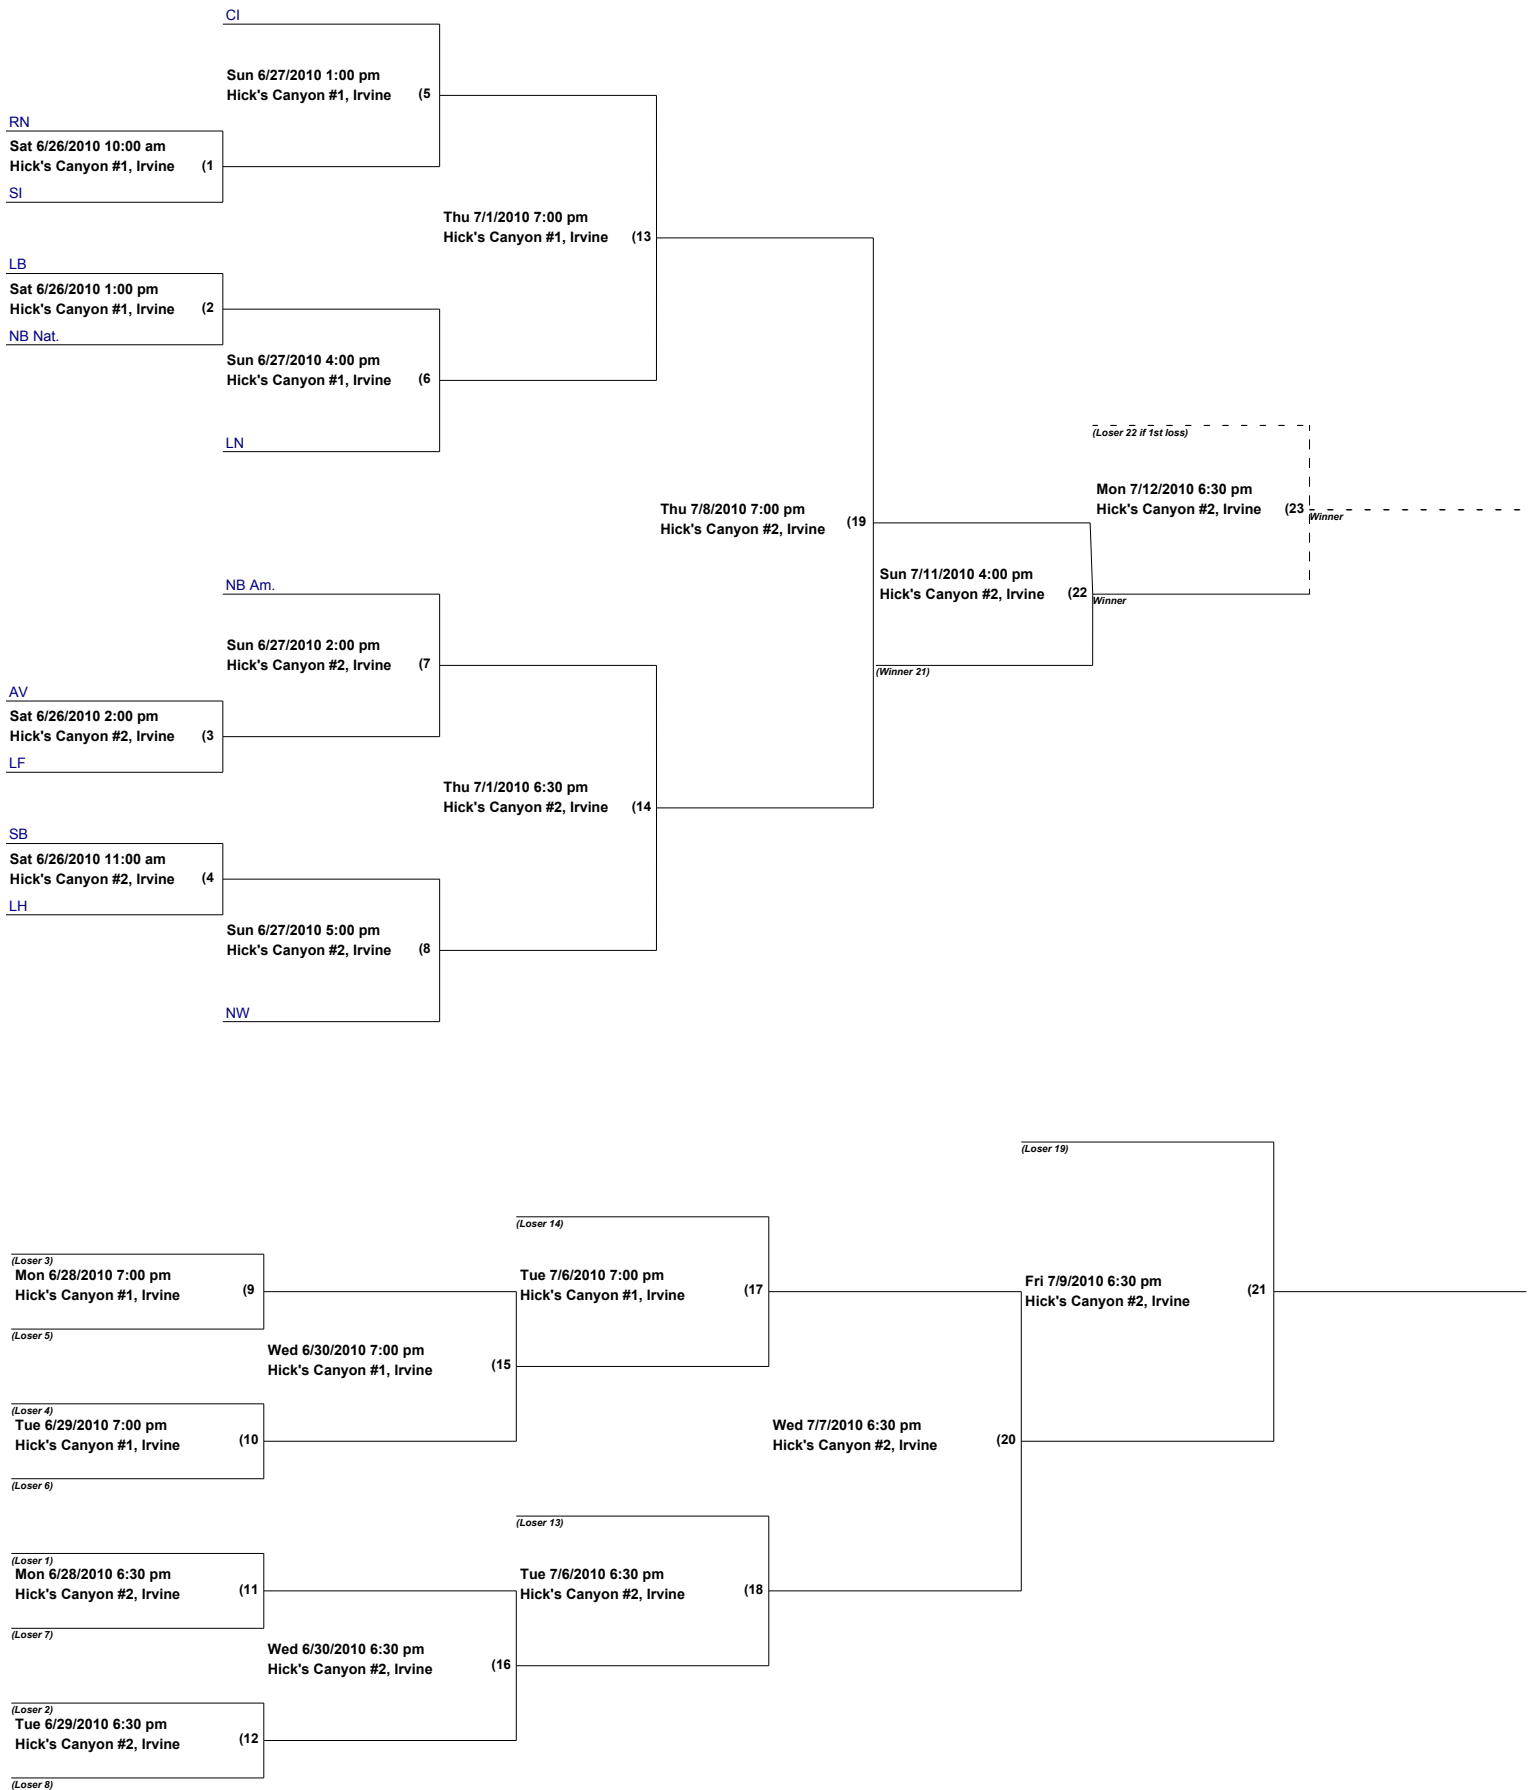 CI
Sun 6/27/2010 1:00 pm
Hick's Canyon #1, Irvine (5
RN
Sat 6/26/2010 10:00 am
Hick's Canyon #1, Irvine (1
SI
Thu 7/1/2010 7:00 pm
Hick's Canyon #1, Irvine (13
LB
Sat 6/26/2010 1:00 pm
Hick's Canyon #1, Irvine (2
NB Nat.
Sun 6/27/2010 4:00 pm
Hick's Canyon #1, Irvine (6
LN
(Loser 22 if 1st loss)
Mon 7/12/2010 6:30 pm
Hick's Canyon #2, Irvine (23
Winner
Thu 7/8/2010 7:00 pm
Hick's Canyon #2, Irvine (19
Sun 7/11/2010 4:00 pm
Hick's Canyon #2, Irvine (22
Winner
(Winner 21)
NB Am.
Sun 6/27/2010 2:00 pm
Hick's Canyon #2, Irvine (7
AV
Sat 6/26/2010 2:00 pm
Hick's Canyon #2, Irvine (3
LF
Thu 7/1/2010 6:30 pm
Hick's Canyon #2, Irvine (14
SB
Sat 6/26/2010 11:00 am
Hick's Canyon #2, Irvine (4
LH
Sun 6/27/2010 5:00 pm
Hick's Canyon #2, Irvine (8
NW
(Loser 19)
(Loser 14)
(Loser 3)
Mon 6/28/2010 7:00 pm
Hick's Canyon #1, Irvine (9
(Loser 5)
Tue 7/6/2010 7:00 pm
Hick's Canyon #1, Irvine (17
Fri 7/9/2010 6:30 pm
Hick's Canyon #2, Irvine (21
Wed 6/30/2010 7:00 pm
Hick's Canyon #1, Irvine (15
(Loser 4)
Tue 6/29/2010 7:00 pm
Hick's Canyon #1, Irvine (10
(Loser 6)
Wed 7/7/2010 6:30 pm
Hick's Canyon #2, Irvine (20
(Loser 13)
(Loser 1)
Mon 6/28/2010 6:30 pm
Hick's Canyon #2, Irvine (11
(Loser 7)
Tue 7/6/2010 6:30 pm
Hick's Canyon #2, Irvine (18
Wed 6/30/2010 6:30 pm
Hick's Canyon #2, Irvine (16
(Loser 2)
Tue 6/29/2010 6:30 pm
Hick's Canyon #2, Irvine (12
(Loser 8)